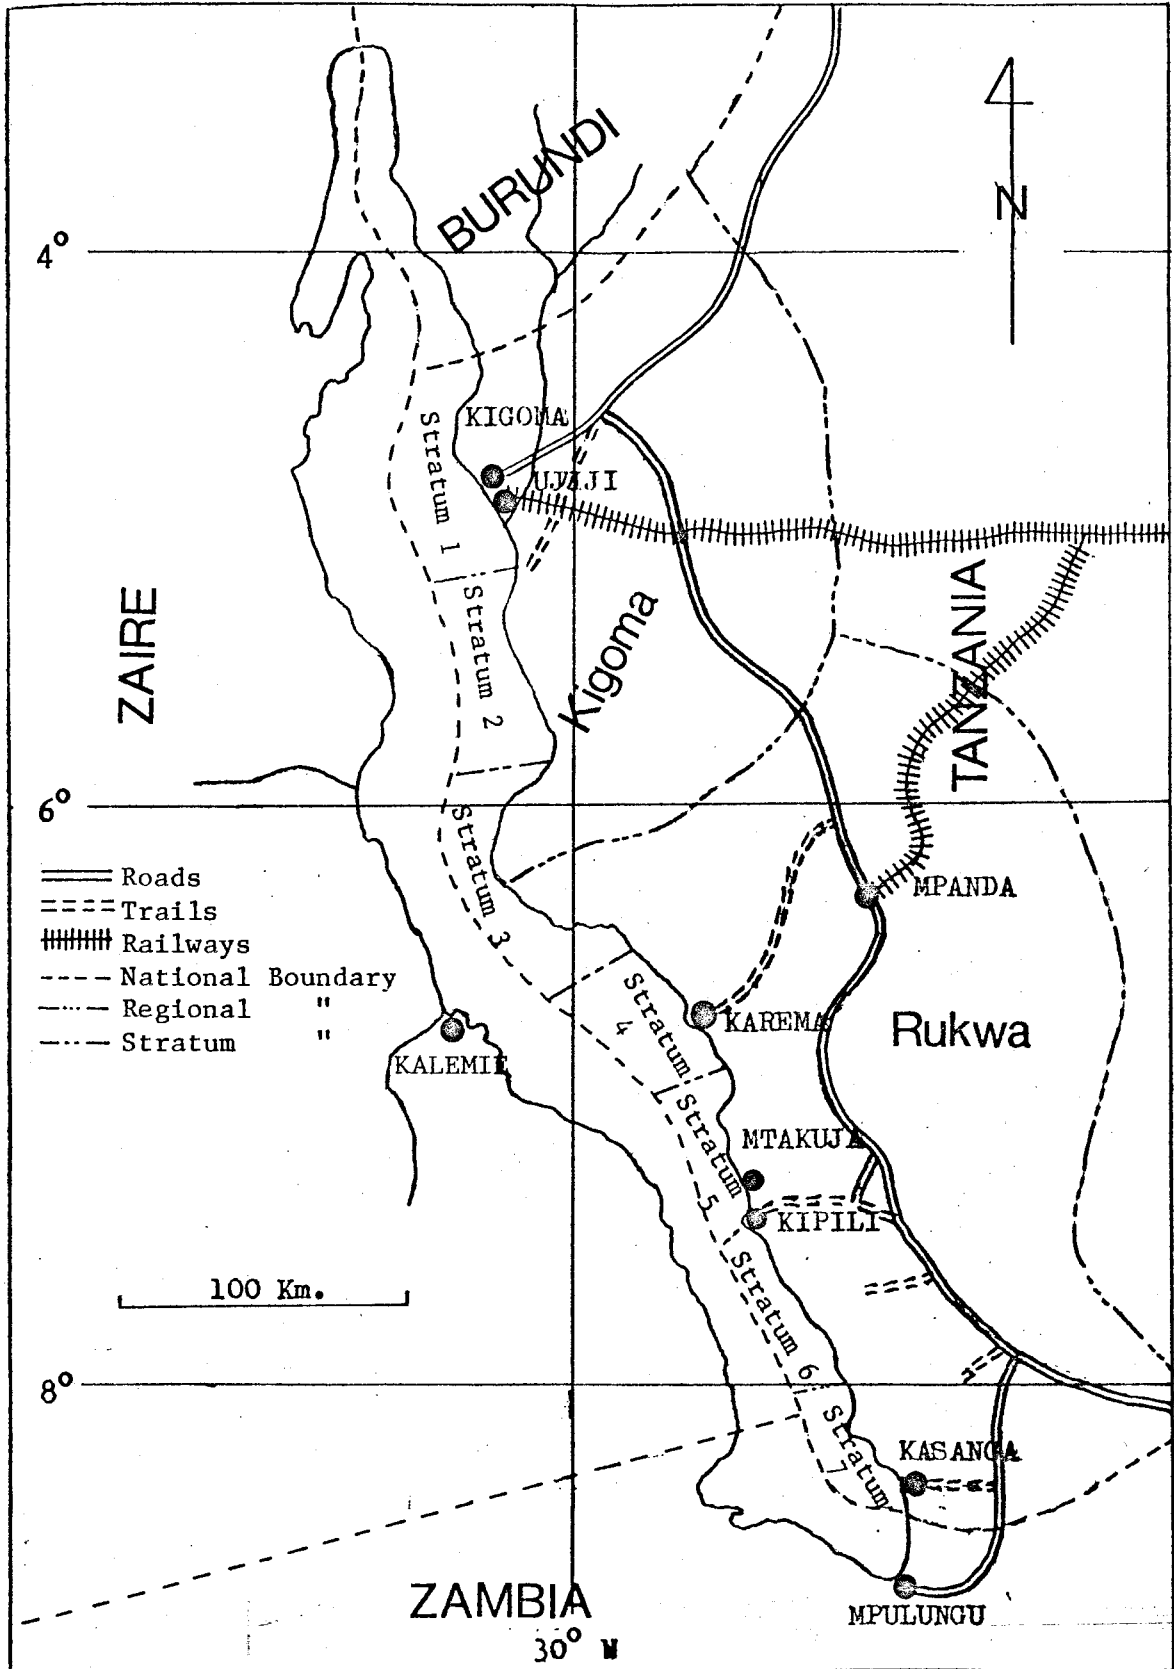 BURUNDI
N
4°
KIGOMA
UJAJI
Stratum 1
Stratum 2
ZAIRE
Kigoma
TANZANIA
6°
Stratum 3
Roads
Trails
Railways
National Boundary
Regional "
Stratum "
MPANDA
Stratum 4
KAREMA
Rukwa
KALEMIE
Stratum 5
MTAKUJA
KIPILI
100 Km.
Stratum 6
8°
Stratum 7
KASANGA
ZAMBIA
MPULUNGU
30° W